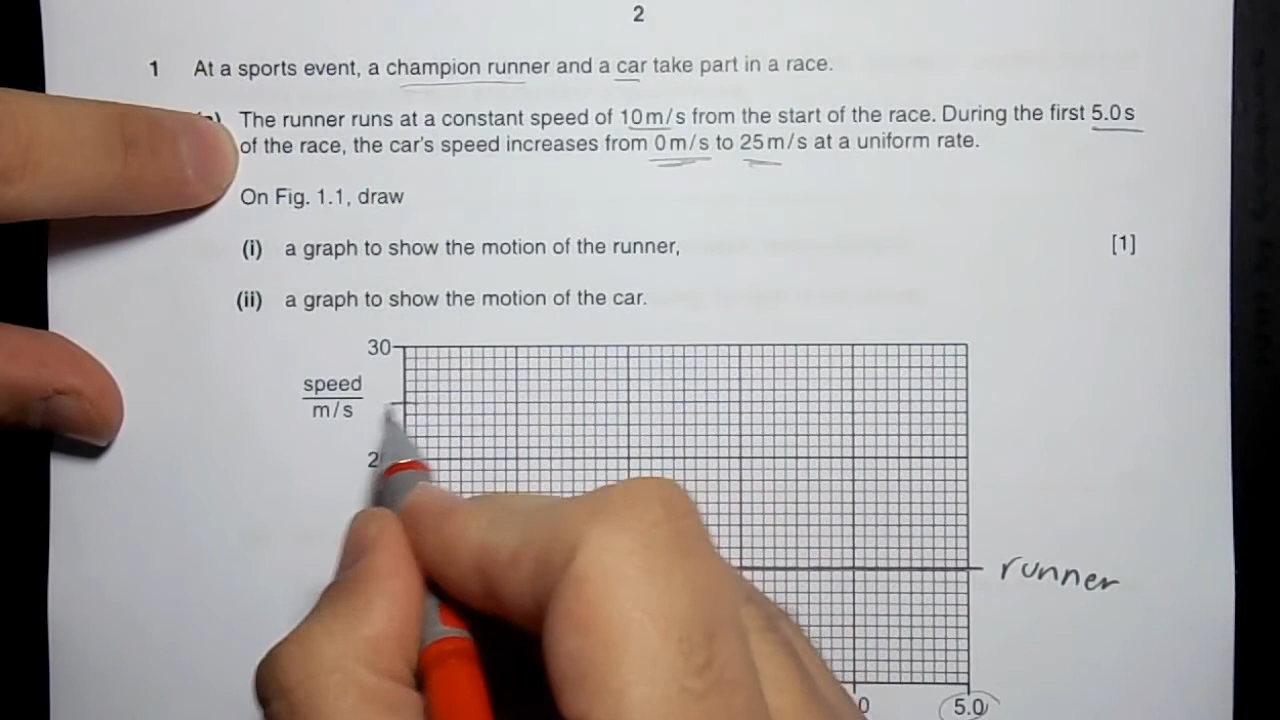 2
1 At a sports event, a champion runner and a car take part in a race.
The runner runs at a constant speed of 10 m/s from the start of the race. During the first 5.0 s
of the race, the car's speed increases from 0 m/s to 25 m/s at a uniform rate.
On Fig. 1.1, draw
(i) a graph to show the motion of the runner, [1]
(ii) a graph to show the motion of the car.
30
speed
m/s
2
runner
0 5.0